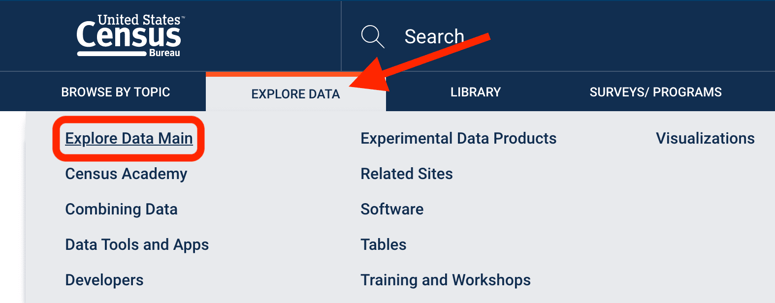 United States™
Census
Bureau
Search
BROWSE BY TOPIC
EXPLORE DATA
LIBRARY
SURVEYS/ PROGRAMS
Explore Data Main
Experimental Data Products
Visualizations
Census Academy
Related Sites
Combining Data
Software
Data Tools and Apps
Tables
Developers
Training and Workshops